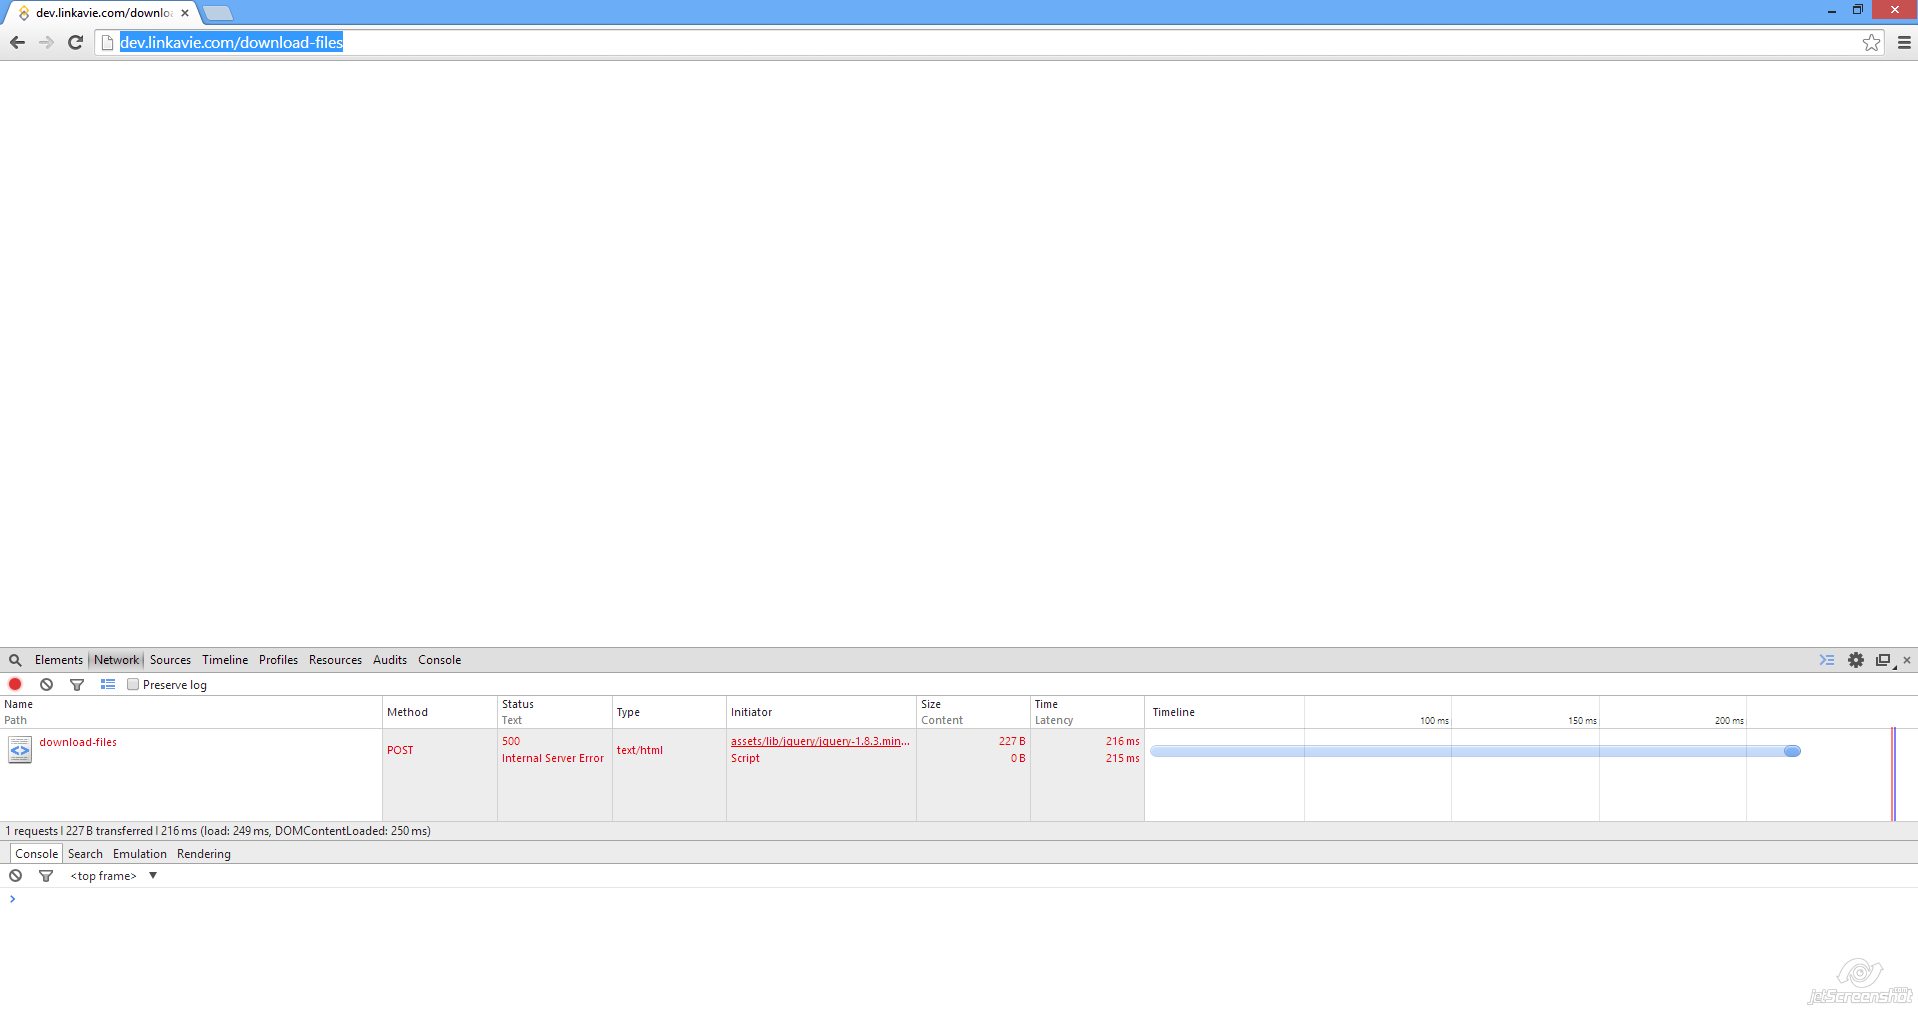 dev.linkavie.com/downlo
dev.linkavie.com/download-files
Elements Network Sources Timeline Profiles Resources Audits Console
Preserve log
Name
Path
Method
Status
Text
Type
Initiator
Size
Content
Time
Latency
Timeline
100 ms
150 ms
200 ms
download-files
POST
500
Internal Server Error
text/html
assets/lib/jquery/jquery-1.8.3.min...
Script
227 B
0 B
216 ms
215 ms
1 requests | 227 B transferred | 216 ms (load: 249 ms, DOMContentLoaded: 250 ms)
Console Search Emulation Rendering
<top frame> ▼
>
jetScreenshot.com